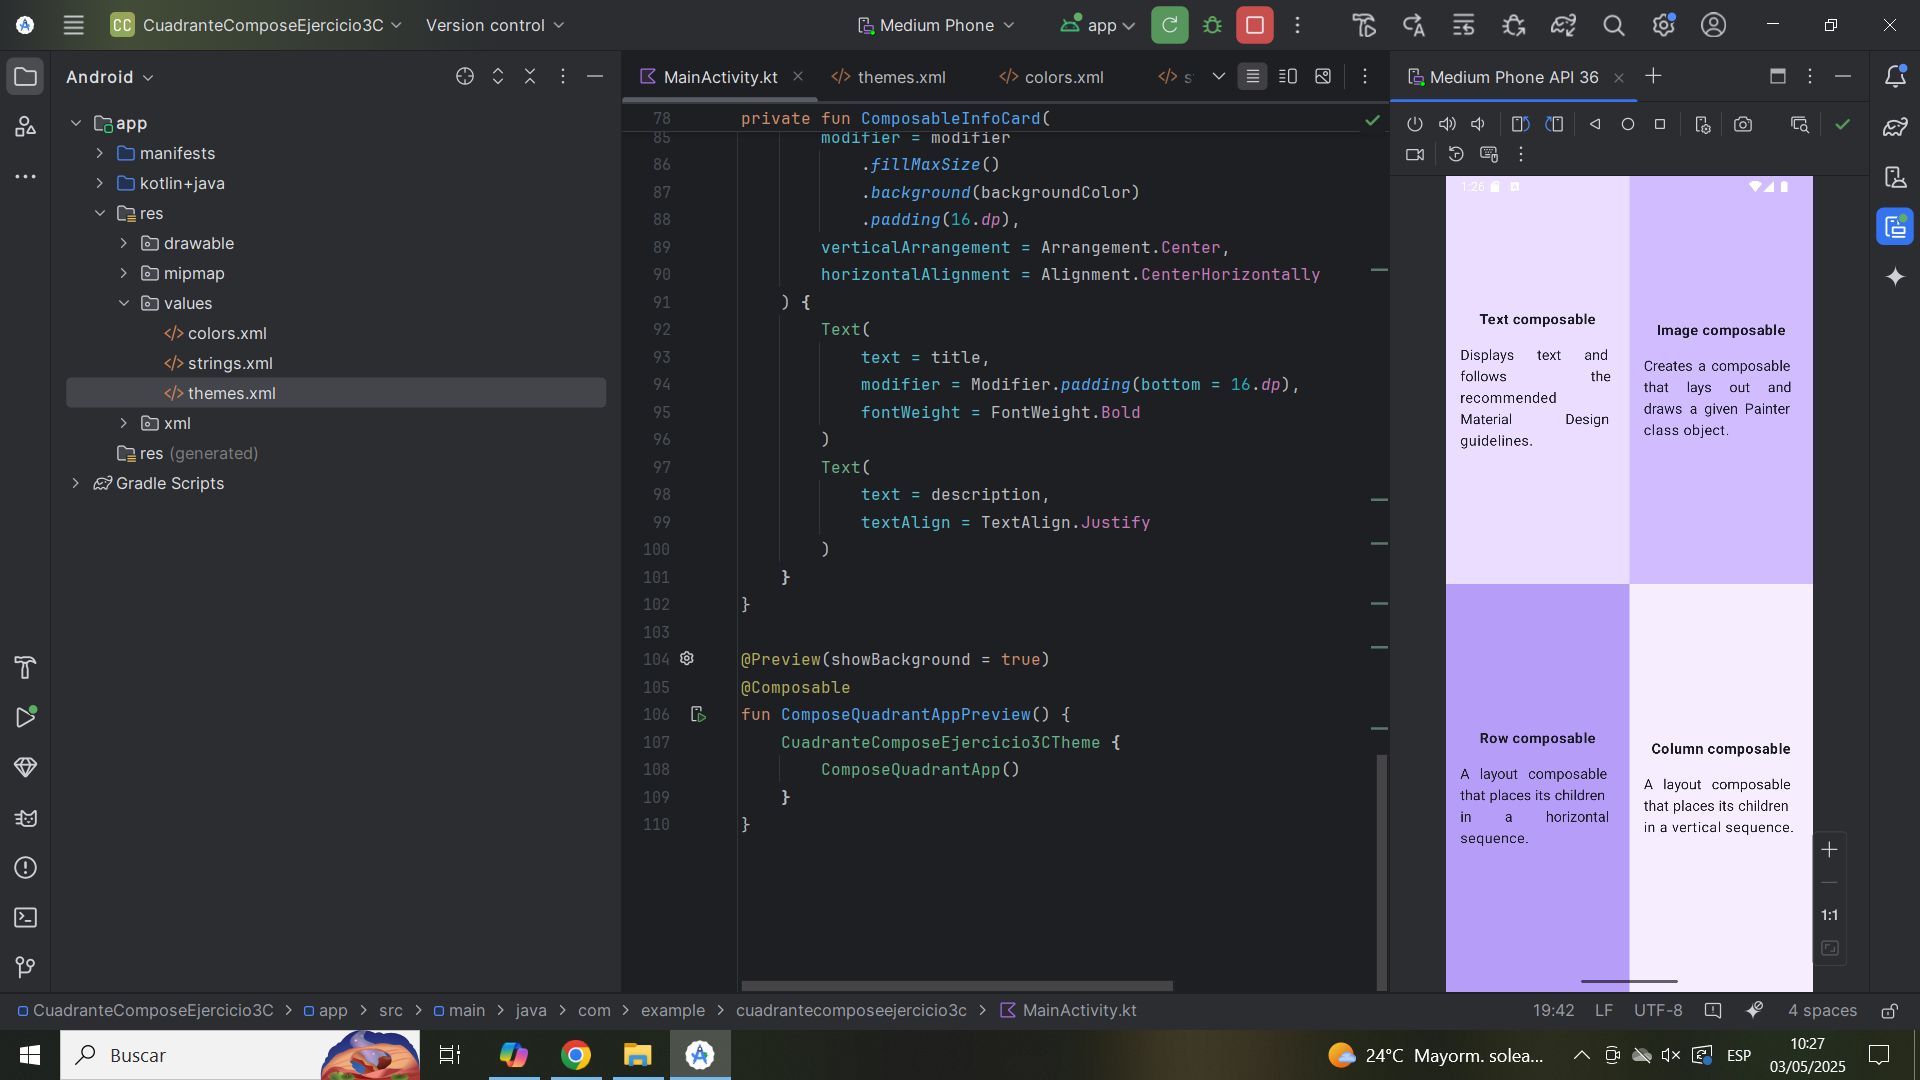 CC CuadranteComposeEjercicio3C Version control Medium Phone app
Android
app
manifests
kotlin+java
res
drawable
mipmap
values
colors.xml
strings.xml
themes.xml
xml
res (generated)
Gradle Scripts
MainActivity.kt themes.xml colors.xml
78 private fun ComposableInfoCard(
85 modifier = modifier
86 .fillMaxSize()
87 .background(backgroundColor)
88 .padding(16.dp),
89 verticalArrangement = Arrangement.Center,
90 horizontalAlignment = Alignment.CenterHorizontally
91 ) {
92 Text(
93 text = title,
94 modifier = Modifier.padding(bottom = 16.dp),
95 fontWeight = FontWeight.Bold
96 )
97 Text(
98 text = description,
99 textAlign = TextAlign.Justify
100 )
101 }
102 }
103
104 @Preview(showBackground = true)
105 @Composable
106 fun ComposeQuadrantAppPreview() {
107 CuadranteComposeEjercicio3CTheme {
108 ComposeQuadrantApp()
109 }
110 }
Medium Phone API 36
1:26
Text composable
Displays text and
follows the
recommended
Material Design
guidelines.
Image composable
Creates a composable
that lays out and
draws a given Painter
class object.
Row composable
A layout composable
that places its children
in a horizontal
sequence.
Column composable
A layout composable
that places its children
in a vertical sequence.
1:1
CuadranteComposeEjercicio3C > app > src > main > java > com > example > cuadrantecomposeejercicio3c > MainActivity.kt
19:42 LF UTF-8 4 spaces
Buscar
24°C Mayorm. solea...
ESP
10:27
03/05/2025